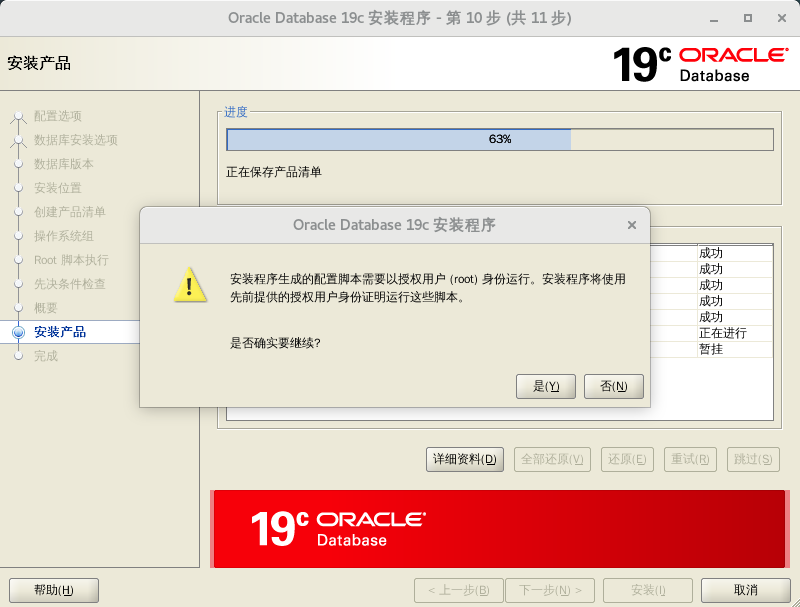 Oracle Database 19c 安装程序 - 第 10 步 (共 11 步)
安装产品
19c ORACLE
Database
配置选项
数据库安装选项
数据库版本
安装位置
创建产品清单
操作系统组
Root 脚本执行
先决条件检查
概要
安装产品
完成
进度
63%
正在保存产品清单
成功
成功
成功
成功
成功
正在进行
暂挂
Oracle Database 19c 安装程序
安装程序生成的配置脚本需要以授权用户 (root) 身份运行。安装程序将使用
先前提供的授权用户身份证明运行这些脚本。
是否确实要继续?
是(Y)
否(N)
详细资料(D)
全部还原(V)
还原(E)
重试(R)
跳过(S)
19c ORACLE
Database
帮助(H)
< 上一步(B)
下一步(N) >
安装(I)
取消